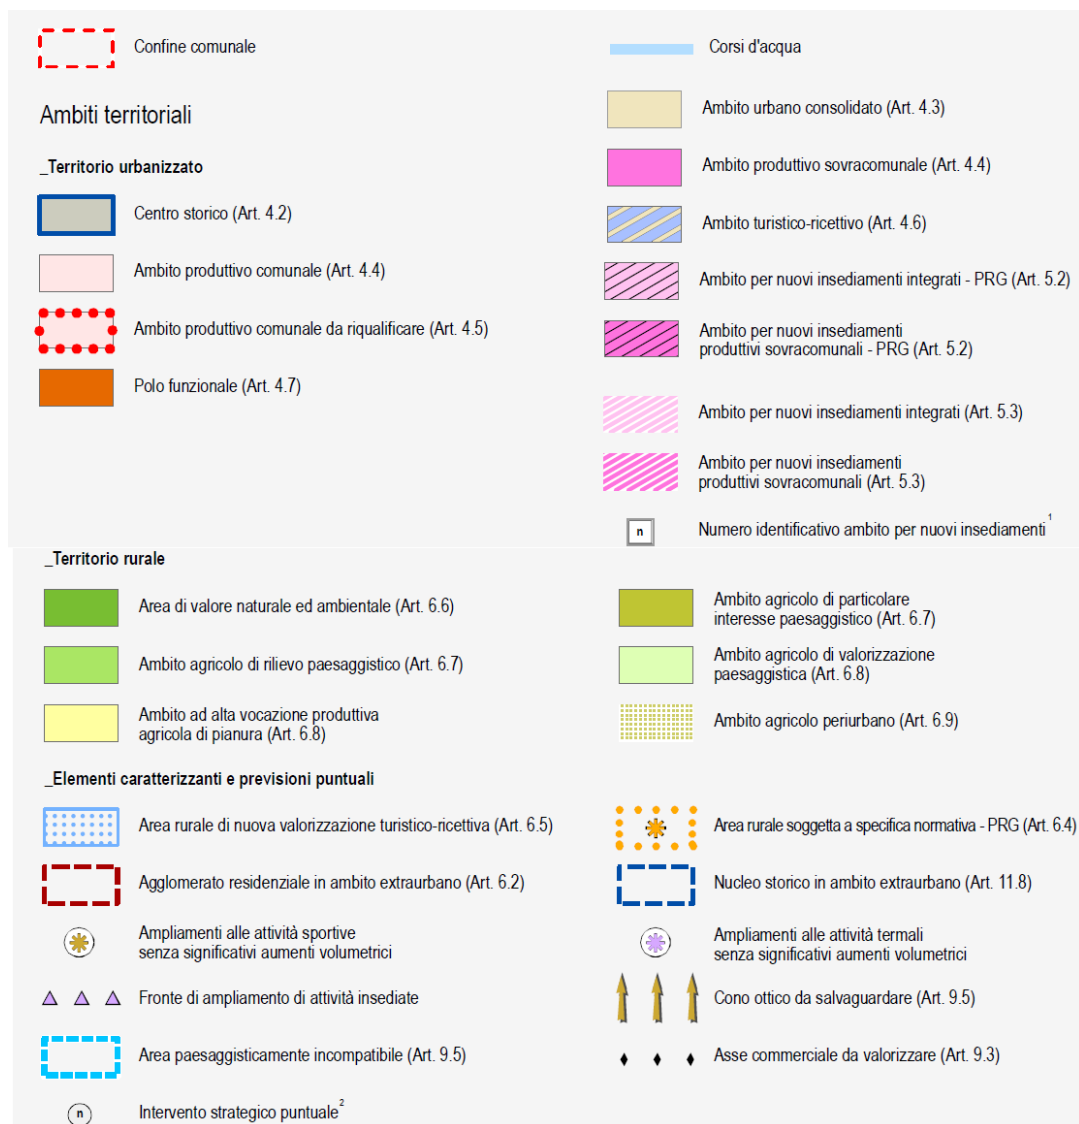 Confine comunale
Corsi d'acqua
Ambiti territoriali
_Territorio urbanizzato
Centro storico (Art. 4.2)
Ambito produttivo comunale (Art. 4.4)
Ambito produttivo comunale da riqualificare (Art. 4.5)
Polo funzionale (Art. 4.7)
Ambito urbano consolidato (Art. 4.3)
Ambito produttivo sovracomunale (Art. 4.4)
Ambito turistico-ricettivo (Art. 4.6)
Ambito per nuovi insediamenti integrati - PRG (Art. 5.2)
Ambito per nuovi insediamenti
produttivi sovracomunali - PRG (Art. 5.2)
Ambito per nuovi insediamenti integrati (Art. 5.3)
Ambito per nuovi insediamenti
produttivi sovracomunali (Art. 5.3)
n
Numero identificativo ambito per nuovi insediamenti¹
_Territorio rurale
Area di valore naturale ed ambientale (Art. 6.6)
Ambito agricolo di rilievo paesaggistico (Art. 6.7)
Ambito ad alta vocazione produttiva
agricola di pianura (Art. 6.8)
Ambito agricolo di particolare
interesse paesaggistico (Art. 6.7)
Ambito agricolo di valorizzazione
paesaggistica (Art. 6.8)
Ambito agricolo periurbano (Art. 6.9)
_Elementi caratterizzanti e previsioni puntuali
Area rurale di nuova valorizzazione turistico-ricettiva (Art. 6.5)
Agglomerato residenziale in ambito extraurbano (Art. 6.2)
Ampliamenti alle attività sportive
senza significativi aumenti volumetrici
Fronte di ampliamento di attività insediate
Area paesaggisticamente incompatibile (Art. 9.5)
n
Intervento strategico puntuale²
Area rurale soggetta a specifica normativa - PRG (Art. 6.4)
Nucleo storico in ambito extraurbano (Art. 11.8)
Ampliamenti alle attività termali
senza significativi aumenti volumetrici
Cono ottico da salvaguardare (Art. 9.5)
Asse commerciale da valorizzare (Art. 9.3)